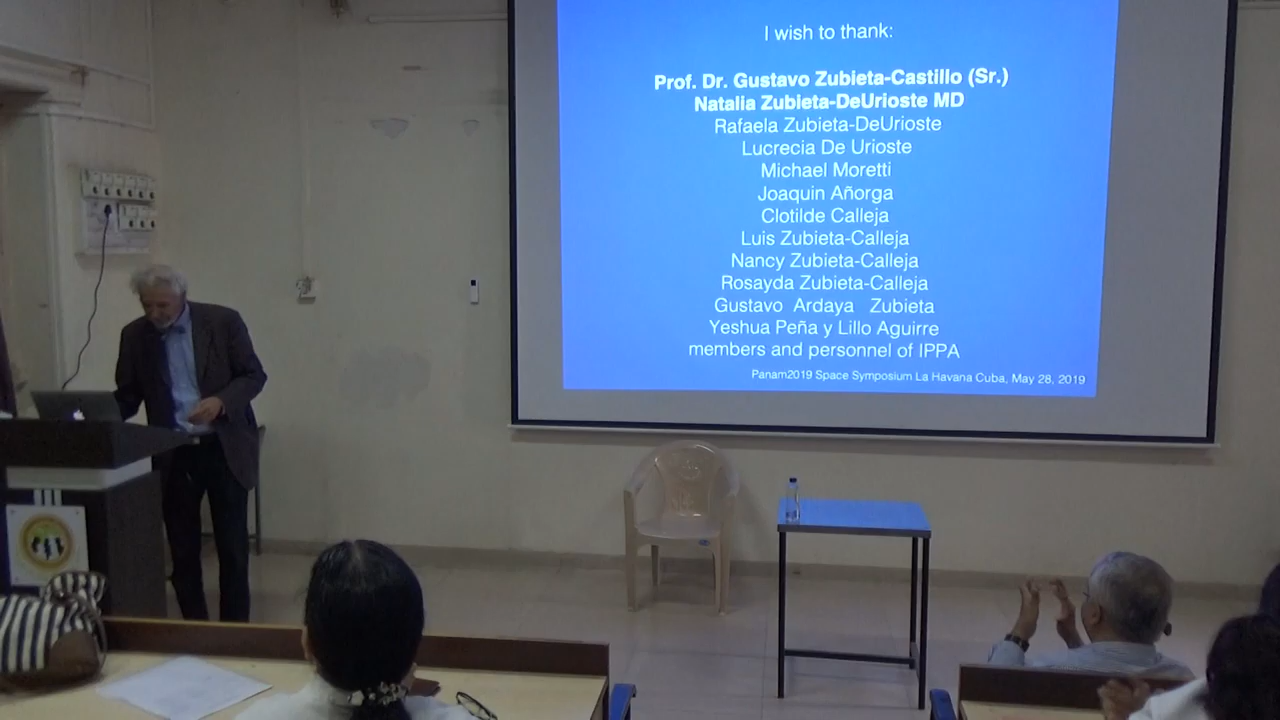 I wish to thank:
Prof. Dr. Gustavo Zubieta-Castillo (Sr.)
Natalia Zubieta-DeUrioste MD
Rafaela Zubieta-DeUrioste
Lucrecia De Urioste
Michael Moretti
Joaquin Añorga
Clotilde Calleja
Luis Zubieta-Calleja
Nancy Zubieta-Calleja
Rosayda Zubieta-Calleja
Gustavo Ardaya Zubieta
Yeshua Peña y Lillo Aguirre
members and personnel of IPPA
Panam2019 Space Symposium La Havana Cuba, May 28, 2019